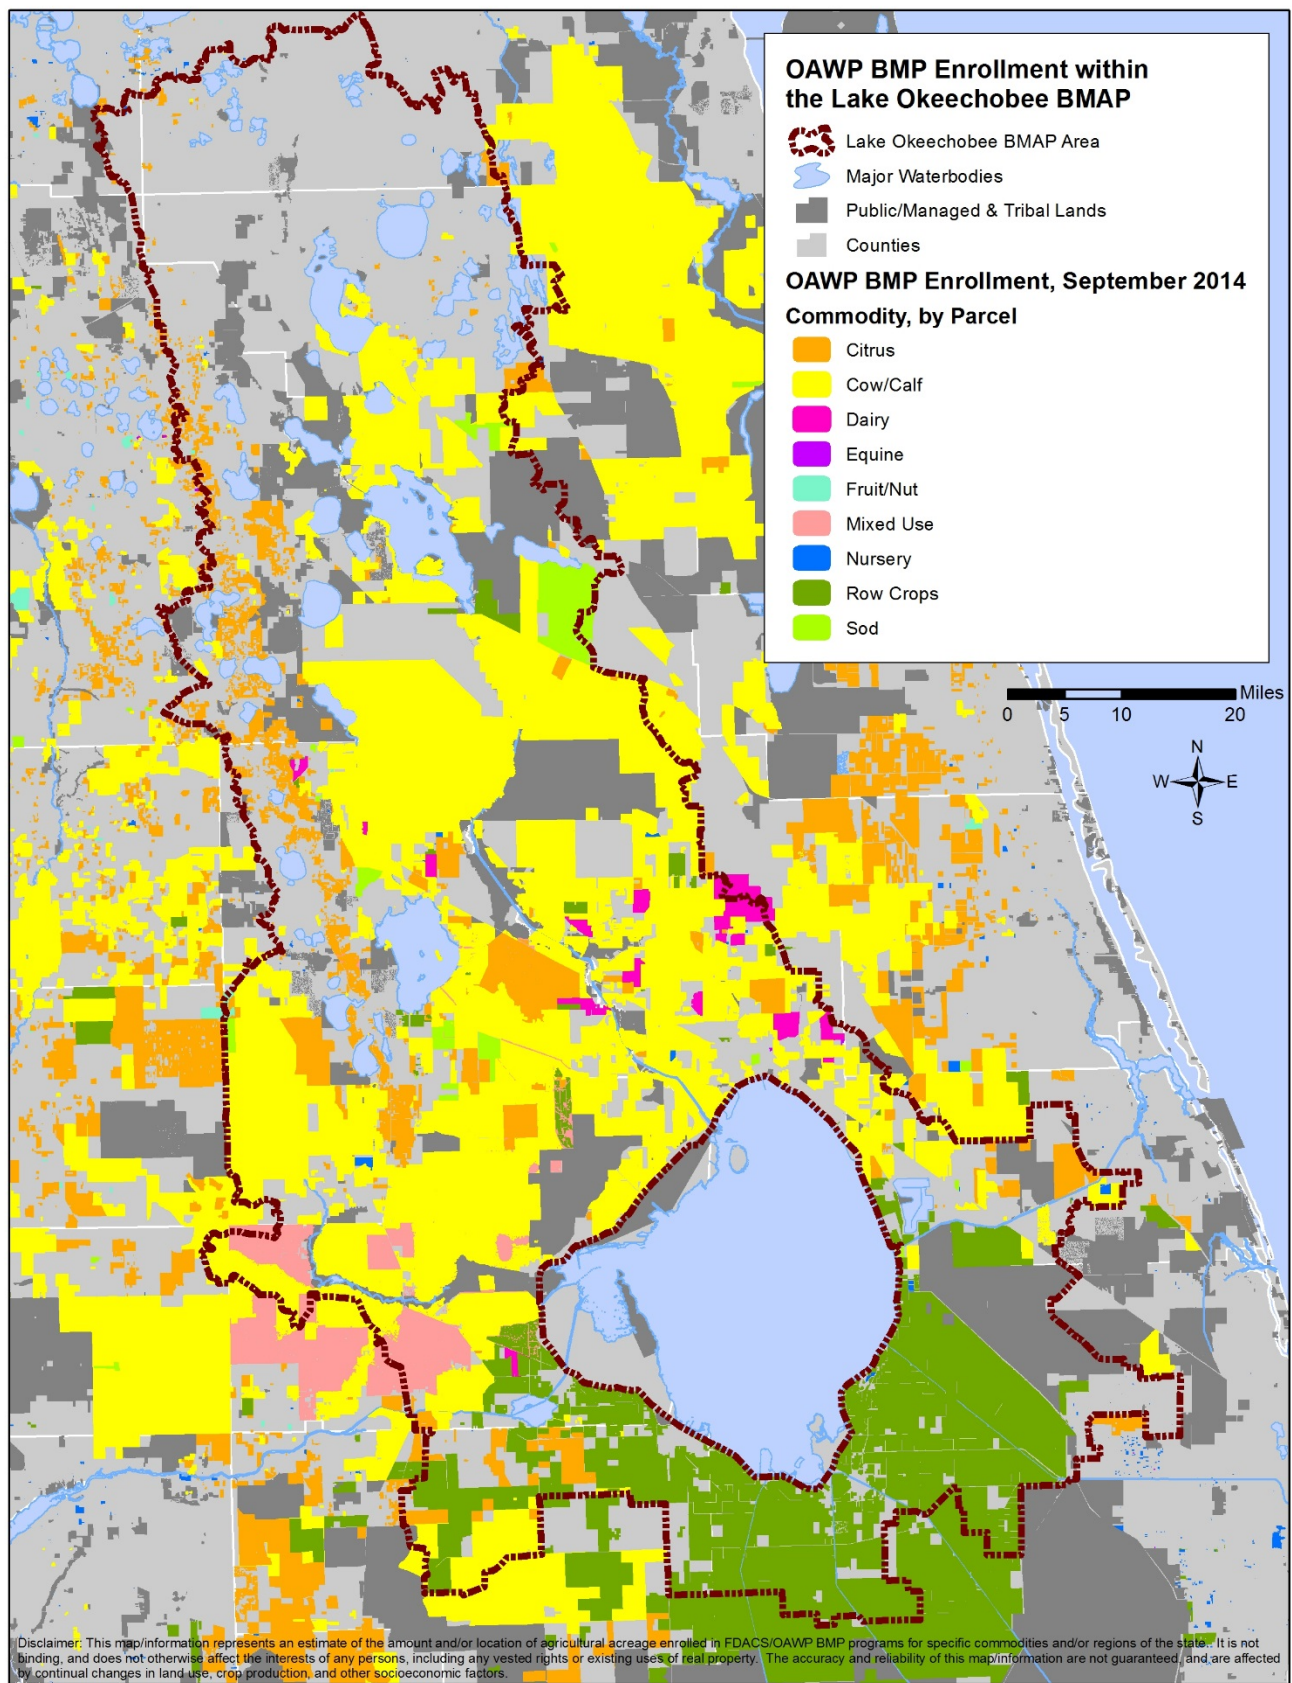 OAWP BMP Enrollment within
the Lake Okeechobee BMAP
Lake Okeechobee BMAP Area
Major Waterbodies
Public/Managed & Tribal Lands
Counties
OAWP BMP Enrollment, September 2014
Commodity, by Parcel
Citrus
Cow/Calf
Dairy
Equine
Fruit/Nut
Mixed Use
Nursery
Row Crops
Sod
Miles
0 5 10 20
N
W E
S
Disclaimer: This map/information represents an estimate of the amount and/or location of agricultural acreage enrolled in FDACS/OAWP BMP programs for specific commodities and/or regions of the state.. It is not
binding, and does not otherwise affect the interests of any persons, including any vested rights or existing uses of real property. The accuracy and reliability of this map/information are not guaranteed, and are affected
by continual changes in land use, crop production, and other socioeconomic factors.